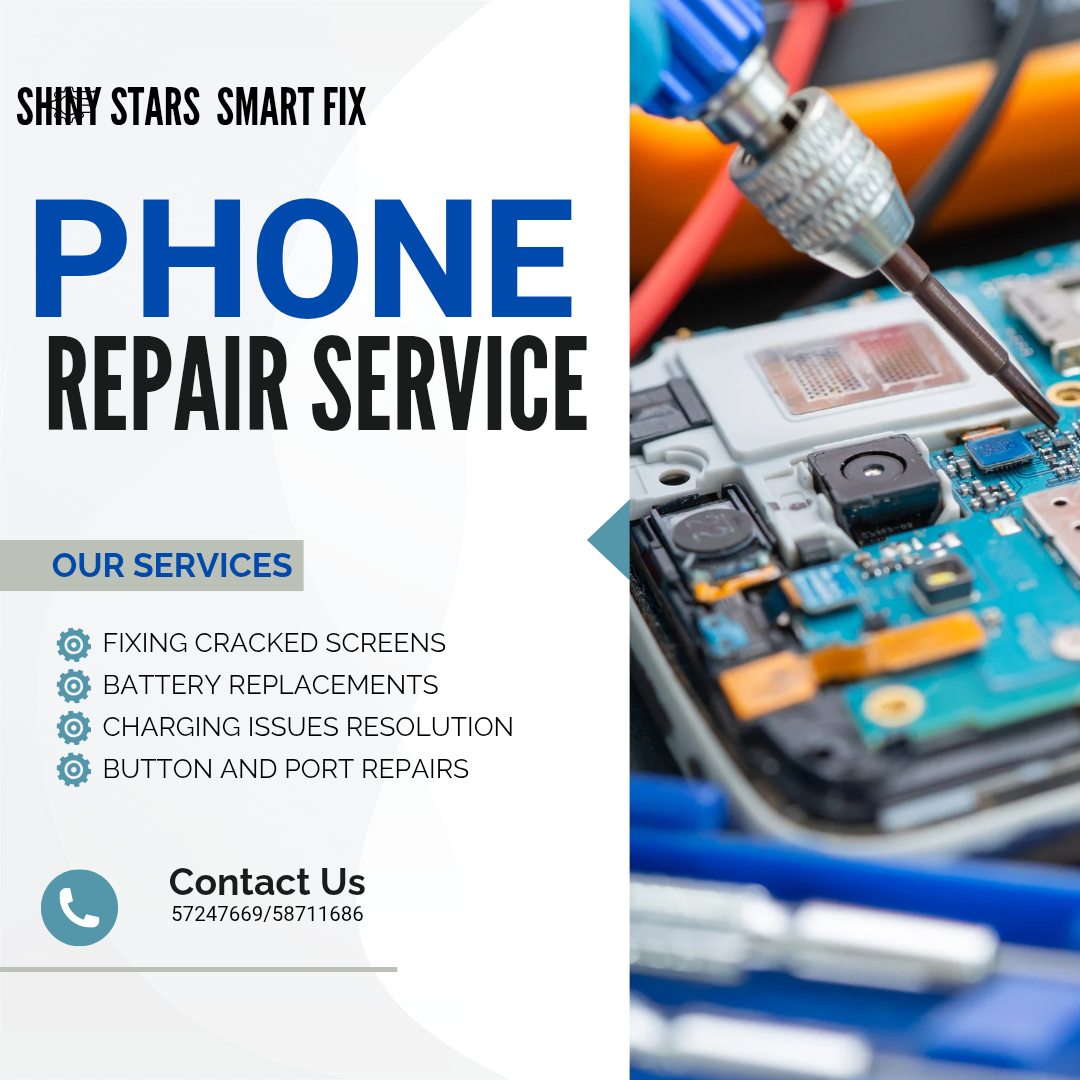 SHINY STARS SMART FIX
PHONE
REPAIR SERVICE
OUR SERVICES
FIXING CRACKED SCREENS
BATTERY REPLACEMENTS
CHARGING ISSUES RESOLUTION
BUTTON AND PORT REPAIRS
Contact Us
57247669/58711686